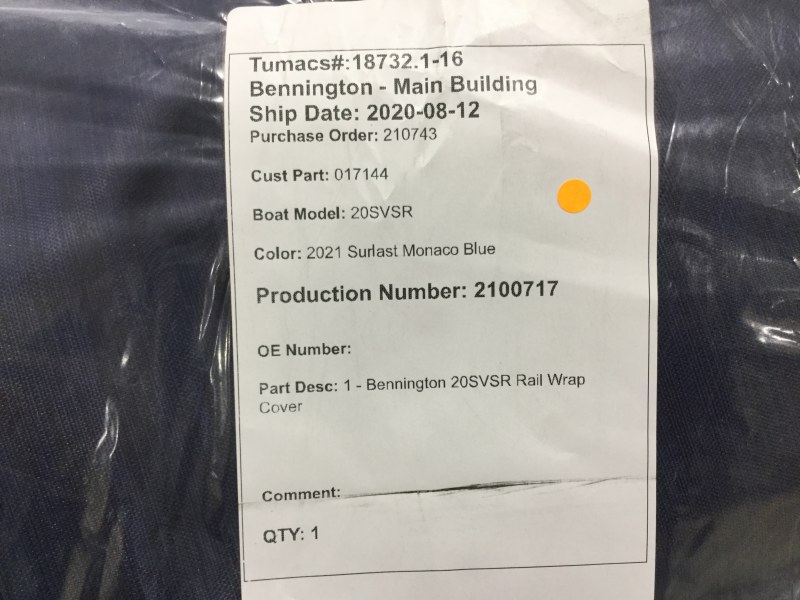 Tumacs#:18732.1-16
Bennington - Main Building
Ship Date: 2020-08-12
Purchase Order: 210743
Cust Part: 017144
Boat Model: 20SVSR
Color: 2021 Surlast Monaco Blue
Production Number: 2100717
OE Number:
Part Desc: 1 - Bennington 20SVSR Rail Wrap
Cover
Comment:
QTY: 1